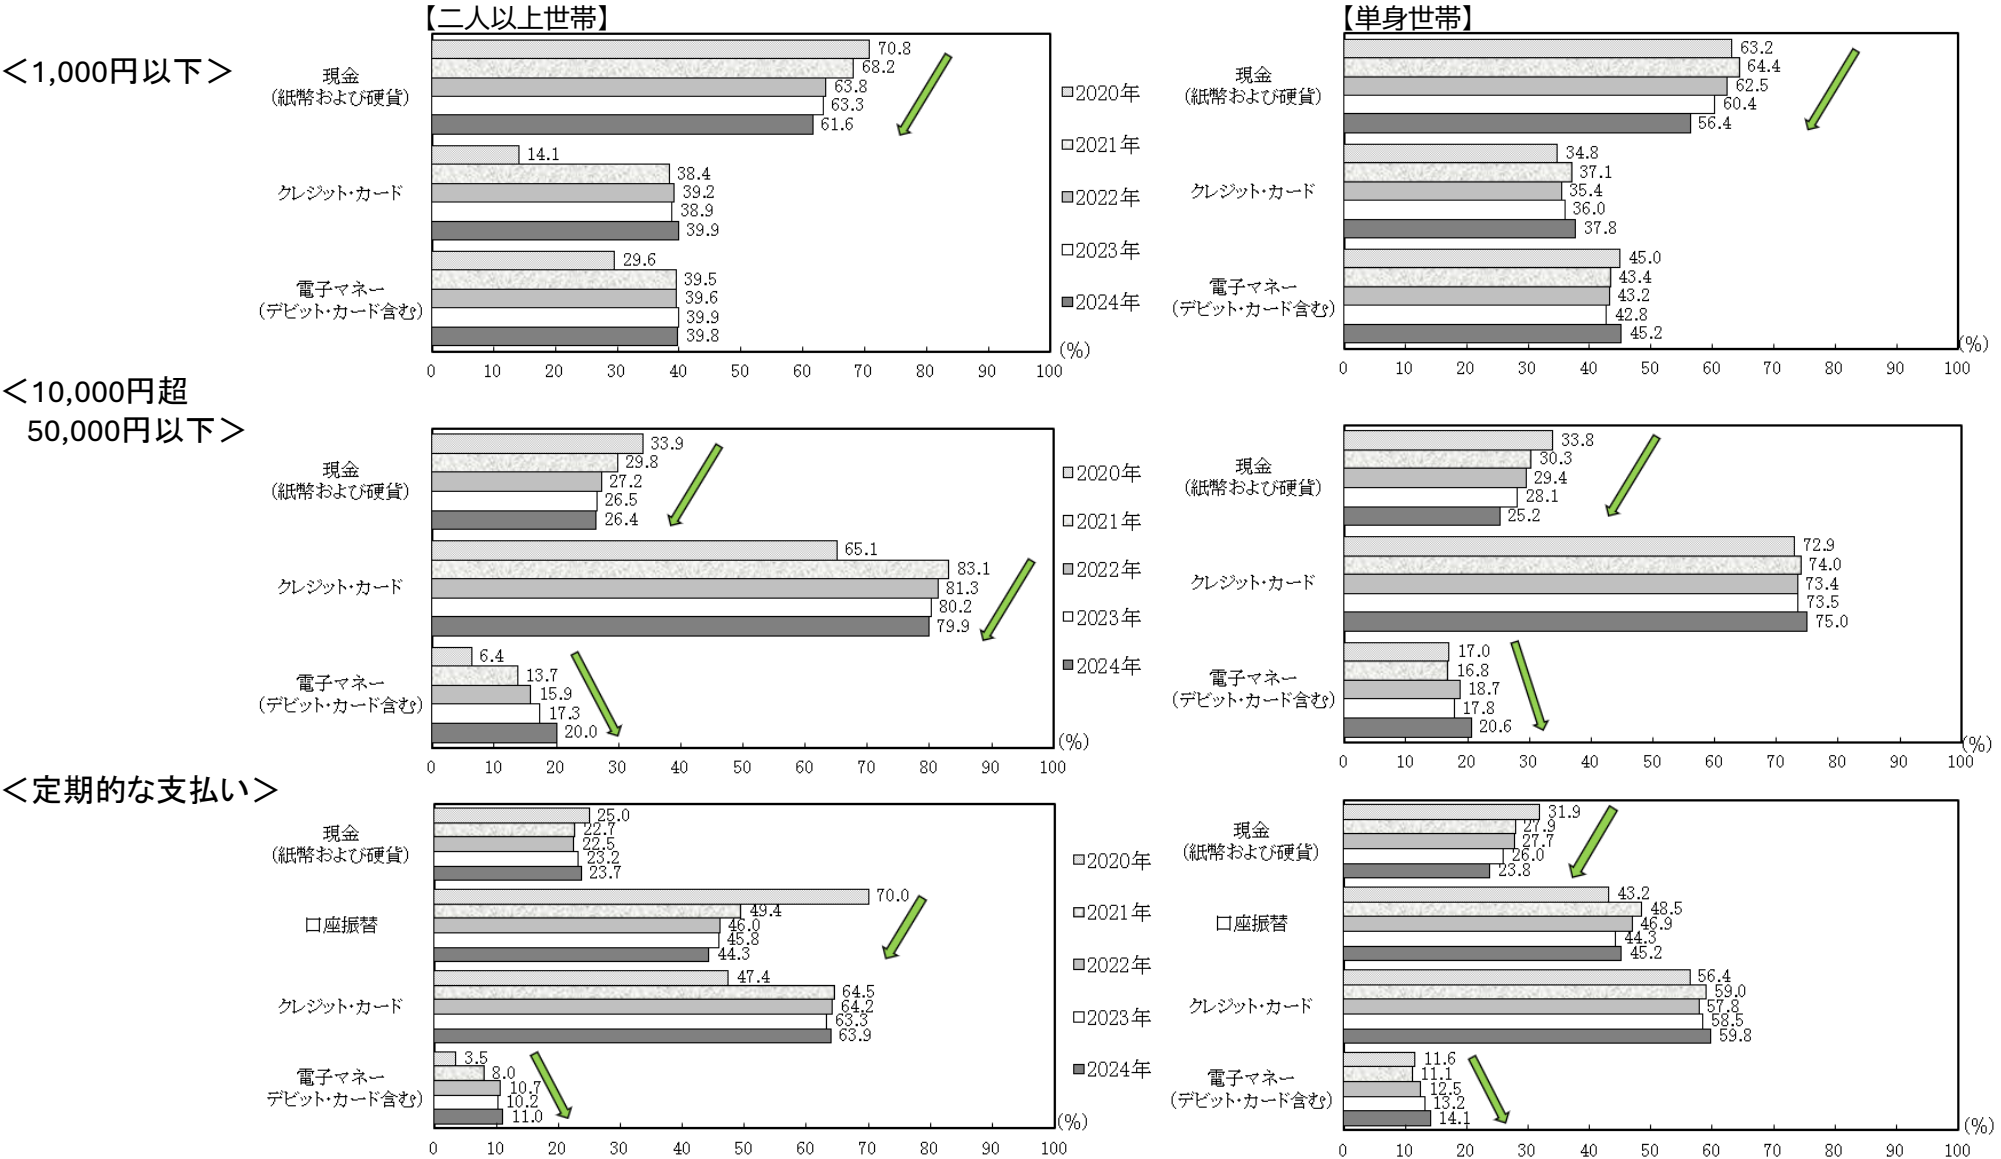 【二人以上世帯】
【単身世帯】
＜1,000円以下＞
現金
（紙幣および硬貨）
70.8
68.2
63.8
63.3
61.6
クレジット・カード
14.1
38.4
39.2
38.9
39.9
電子マネー
（デビット・カード含む）
29.6
39.5
39.6
39.9
39.8
(%)
0 10 20 30 40 50 60 70 80 90 100
2020年
2021年
2022年
2023年
2024年
現金
（紙幣および硬貨）
63.2
64.4
62.5
60.4
56.4
クレジット・カード
34.8
37.1
35.4
36.0
37.8
電子マネー
（デビット・カード含む）
45.0
43.4
43.2
42.8
45.2
(%)
0 10 20 30 40 50 60 70 80 90 100
＜10,000円超
50,000円以下＞
現金
（紙幣および硬貨）
33.9
29.8
27.2
26.5
26.4
クレジット・カード
65.1
83.1
81.3
80.2
79.9
電子マネー
（デビット・カード含む）
6.4
13.7
15.9
17.3
20.0
(%)
0 10 20 30 40 50 60 70 80 90 100
2020年
2021年
2022年
2023年
2024年
現金
（紙幣および硬貨）
33.8
30.3
29.4
28.1
25.2
クレジット・カード
72.9
74.0
73.4
73.5
75.0
電子マネー
（デビット・カード含む）
17.0
16.8
18.7
17.8
20.6
(%)
0 10 20 30 40 50 60 70 80 90 100
＜定期的な支払い＞
現金
（紙幣および硬貨）
25.0
22.7
22.5
23.2
23.7
口座振替
70.0
49.4
46.0
45.8
44.3
クレジット・カード
47.4
64.5
64.2
63.3
63.9
電子マネー
デビット・カード含む）
3.5
8.0
10.7
10.2
11.0
(%)
0 10 20 30 40 50 60 70 80 90 100
2020年
2021年
2022年
2023年
2024年
現金
（紙幣および硬貨）
31.9
27.9
27.7
26.0
23.8
口座振替
43.2
48.5
46.9
44.3
45.2
クレジット・カード
56.4
59.0
57.8
58.5
59.8
電子マネー
（デビット・カード含む）
11.6
11.1
12.5
13.2
14.1
(%)
0 10 20 30 40 50 60 70 80 90 100